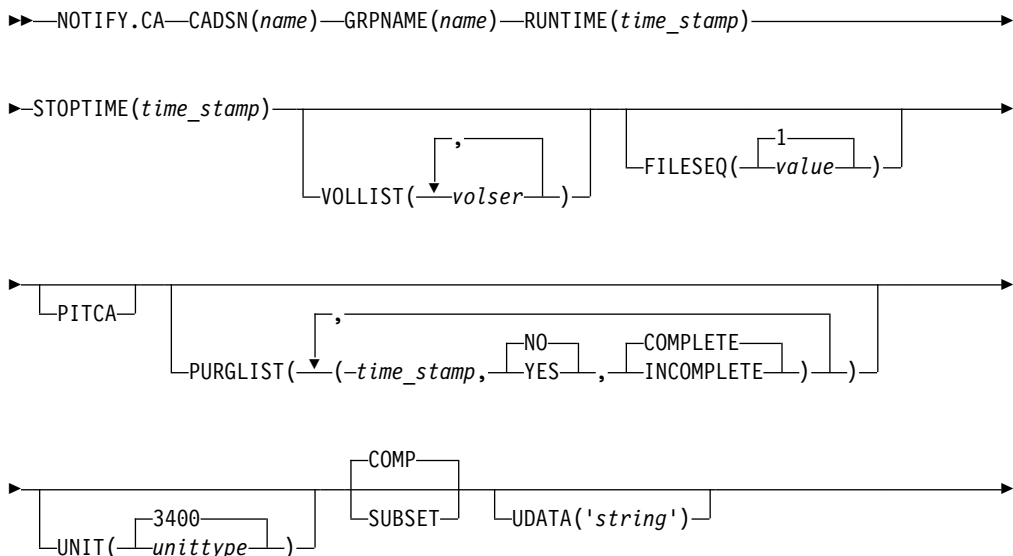 NOTIFY.CA CADSN(name) GRPNAME(name) RUNTIME(time_stamp)
STOPTIME(time_stamp)
,
VOLLIST( volser )
1
FILESEQ( value )
PITCA
,
NO COMPLETE
PURGLIST( (time_stamp, YES , INCOMPLETE ) )
COMP
SUBSET
UDATA('string')
3400
UNIT( unittype )